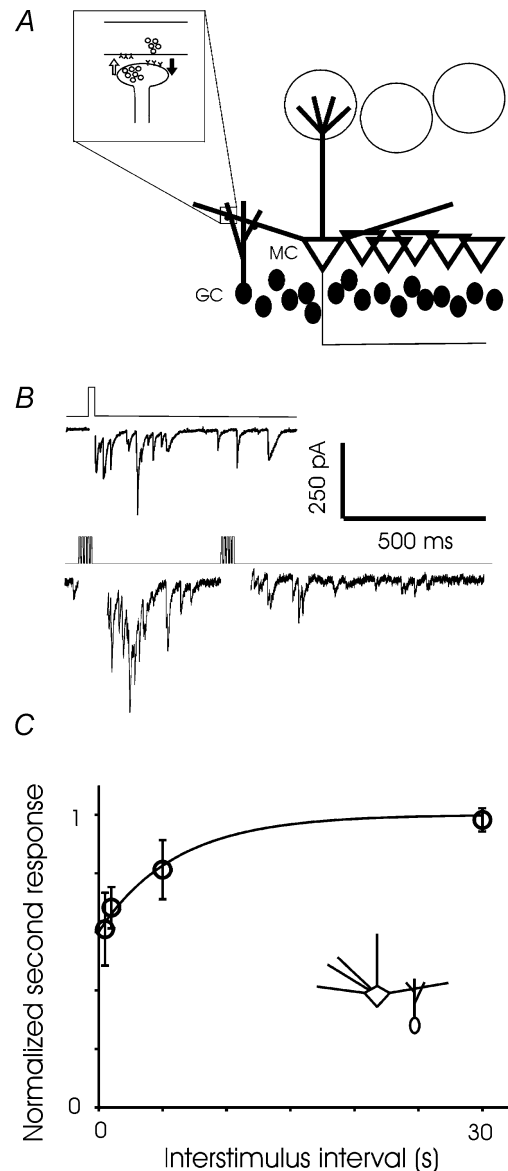 A
MC
GC
B
250 pA
500 ms
C
Normalized second response
1
0
0
30
Interstimulus interval (s)